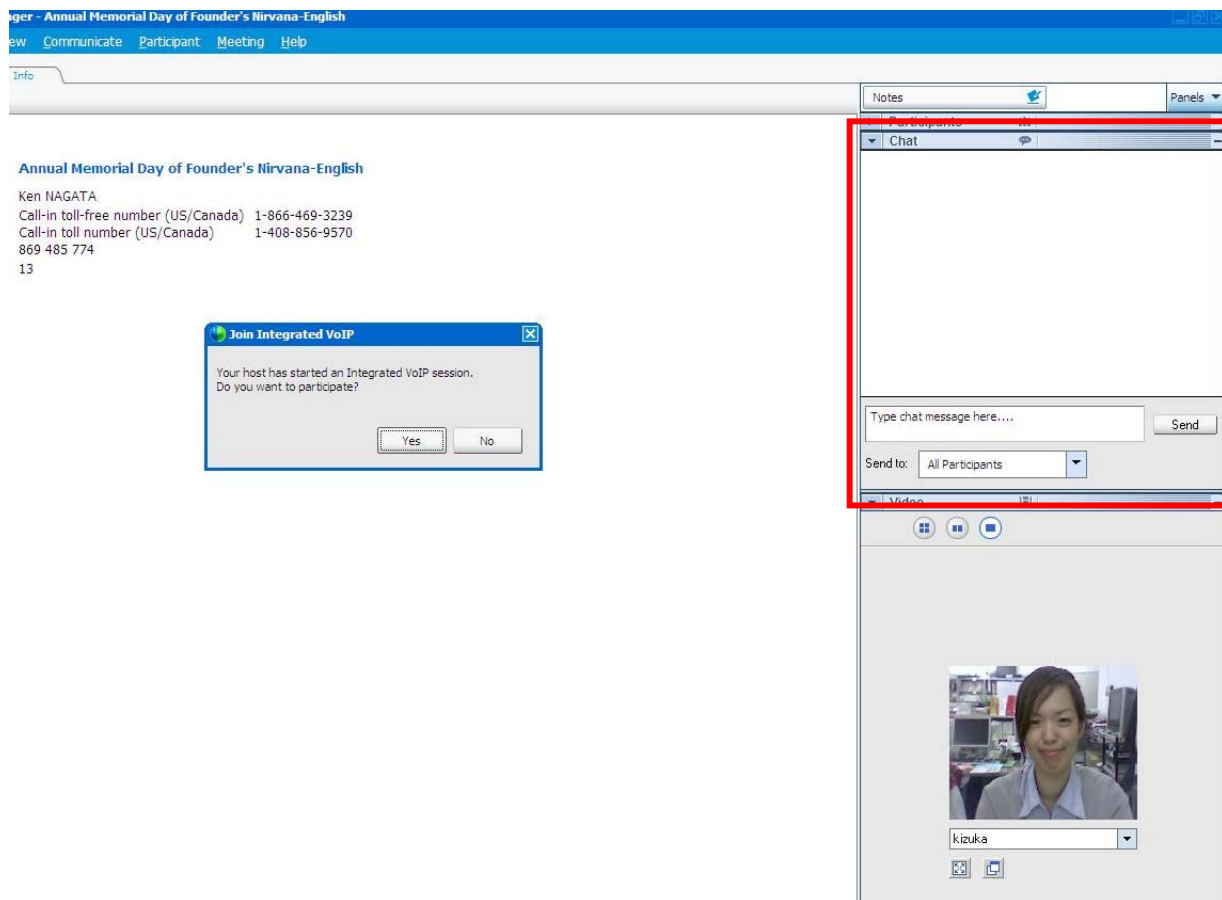 ger - Annual Memorial Day of Founder's Nirvana-English
ew Communicate Participant Meeting Help
Info
Notes Panels
Participants
Chat
Annual Memorial Day of Founder's Nirvana-English
Ken NAGATA
Call-in toll-free number (US/Canada) 1-866-469-3239
Call-in toll number (US/Canada) 1-408-856-9570
869 485 774
13
Join Integrated VoIP
Your host has started an Integrated VoIP session.
Do you want to participate?
Yes No
Type chat message here....
Send
Send to: All Participants
Video
kizuka